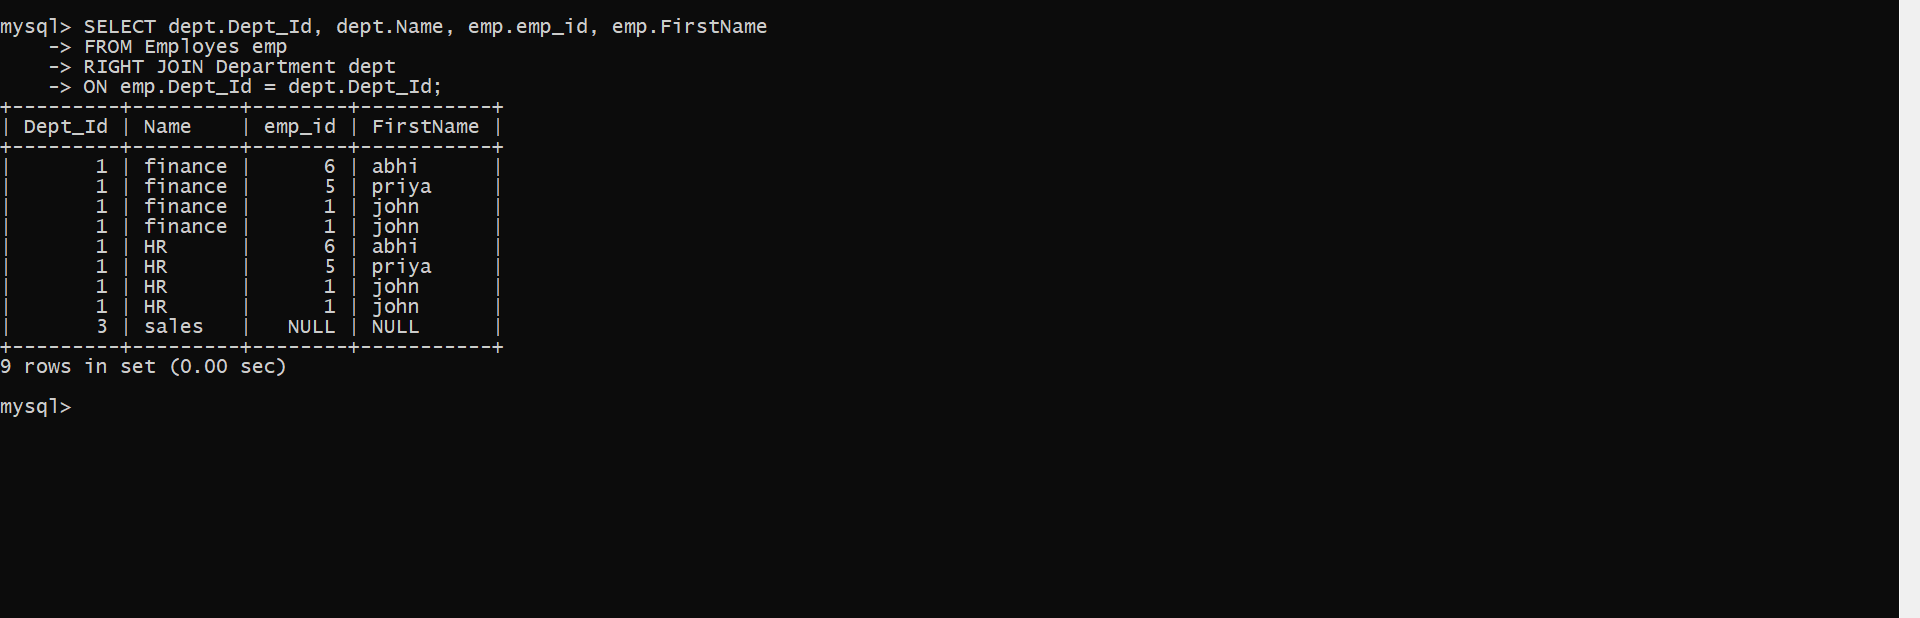 mysql> SELECT dept.Dept_Id, dept.Name, emp.emp_id, emp.FirstName
    -> FROM Employes emp
    -> RIGHT JOIN Department dept
    -> ON emp.Dept_Id = dept.Dept_Id;
+---------+---------+--------+-----------+
| Dept_Id | Name    | emp_id | FirstName |
+---------+---------+--------+-----------+
|       1 | finance |      6 | abhi      |
|       1 | finance |      5 | priya     |
|       1 | finance |      1 | john      |
|       1 | finance |      1 | john      |
|       1 | HR      |      6 | abhi      |
|       1 | HR      |      5 | priya     |
|       1 | HR      |      1 | john      |
|       1 | HR      |      1 | john      |
|       3 | sales   |   NULL | NULL      |
+---------+---------+--------+-----------+
9 rows in set (0.00 sec)
mysql>